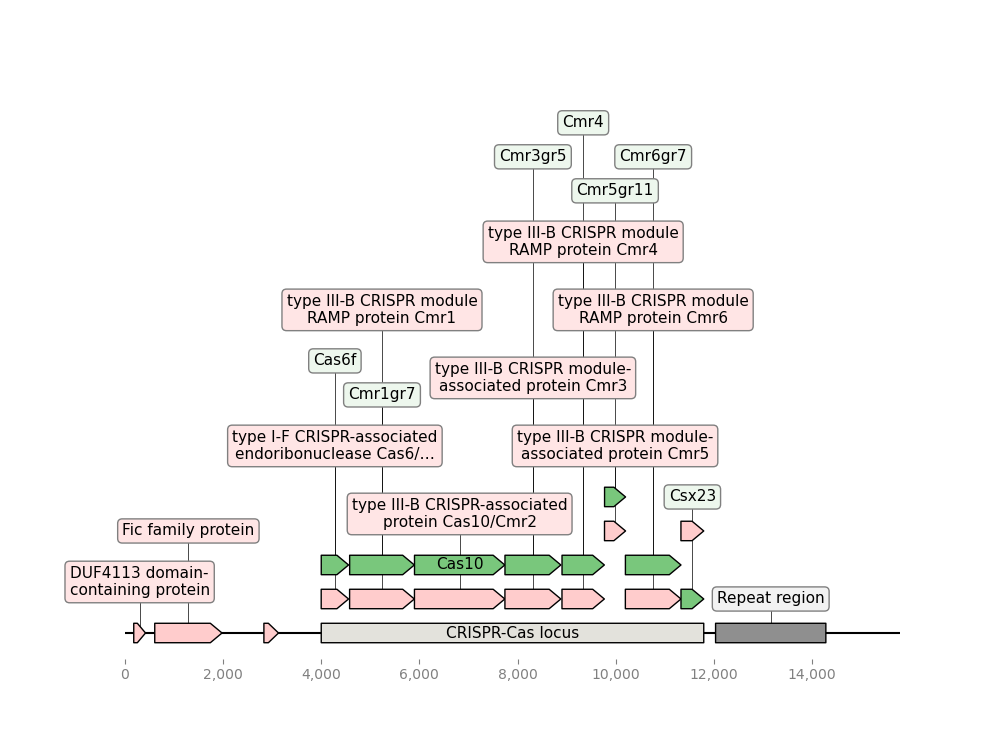 Cmr4
Cmr3gr5
Cmr6gr7
Cmr5gr11
type III-B CRISPR module
RAMP protein Cmr4
type III-B CRISPR module
RAMP protein Cmr1
type III-B CRISPR module
RAMP protein Cmr6
Cas6f
type III-B CRISPR module-
associated protein Cmr3
Cmr1gr7
type I-F CRISPR-associated
endoribonuclease Cas6/...
type III-B CRISPR module-
associated protein Cmr5
type III-B CRISPR-associated
protein Cas10/Cmr2
Csx23
Fic family protein
Cas10
DUF4113 domain-
containing protein
Repeat region
CRISPR-Cas locus
0
2,000
4,000
6,000
8,000
10,000
12,000
14,000